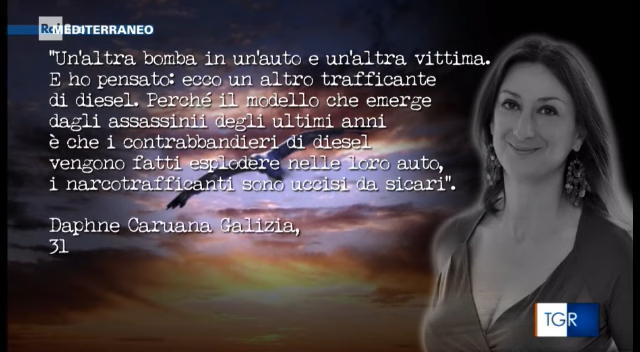 Rai
MEDITERRANEO
"Un'altra bomba in un'auto e un'altra vittima.
E ho pensato: ecco un altro trafficante
di diesel. Perché il modello che emerge
dagli assassinii degli ultimi anni
è che i contrabbandieri di diesel
vengono fatti esplodere nelle loro auto,
i narcotrafficanti sono uccisi da sicari".
Daphne Caruana Galizia,
31
TGR